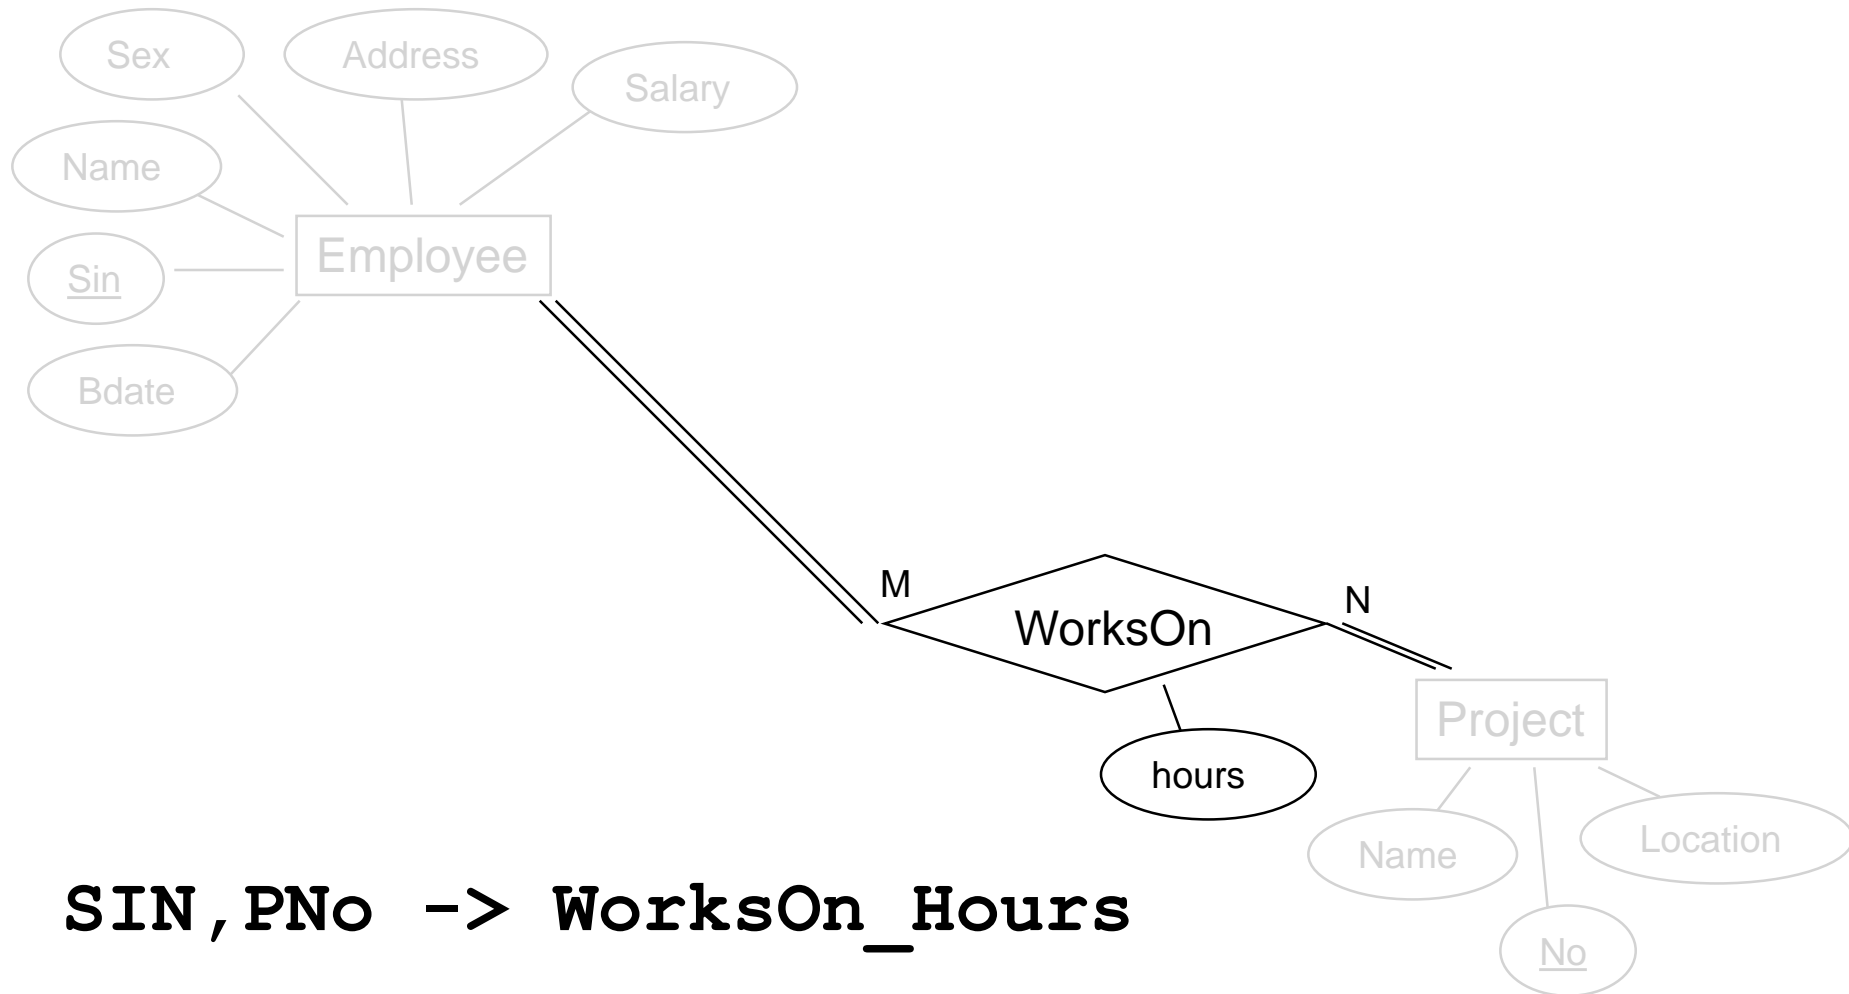 Sex
Address
Salary
Name
Employee
Sin
Bdate
M
N
WorksOn
Project
hours
Name
Location
SIN,PNo -> WorksOn_Hours
No